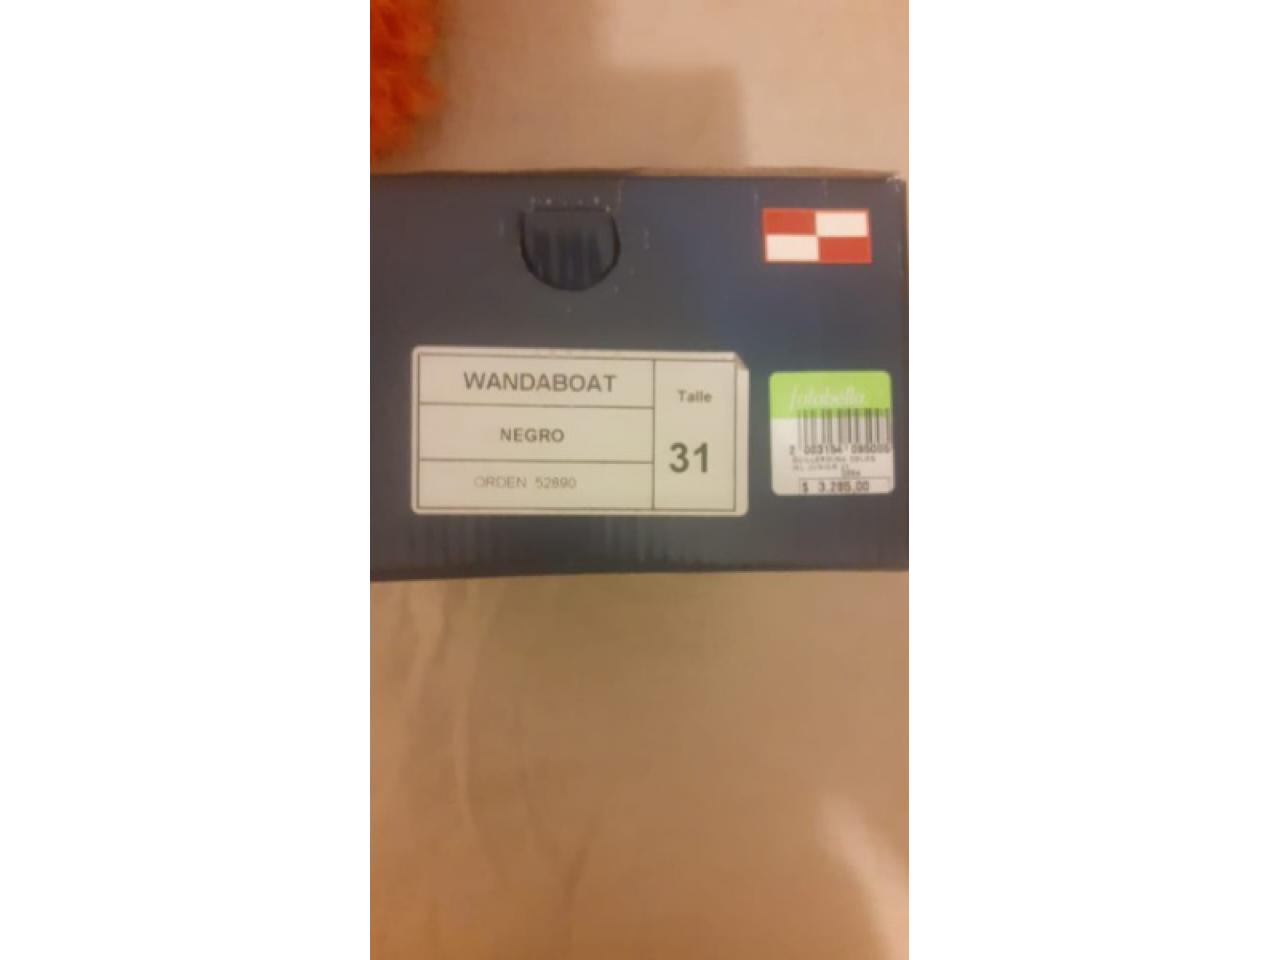 WANDABOAT
Talle
NEGRO
31
ORDEN 52890
falabella
$ 3.285,00